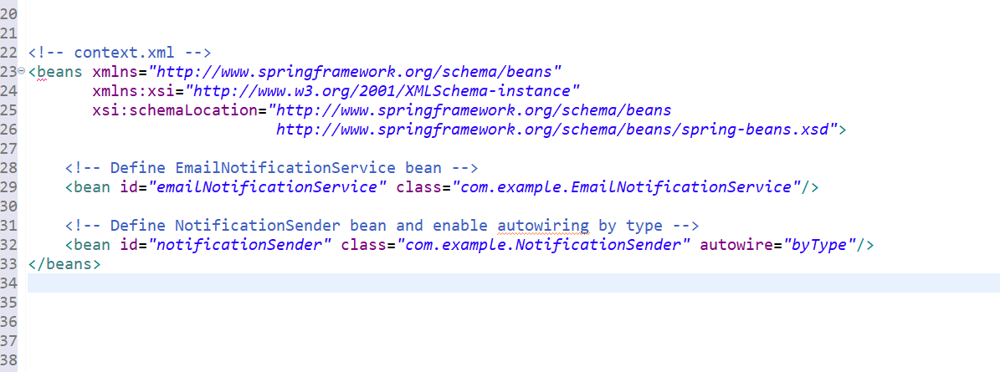 20
21
22 <!-- context.xml -->
23 <beans xmlns="http://www.springframework.org/schema/beans"
24 xmlns:xsi="http://www.w3.org/2001/XMLSchema-instance"
25 xsi:schemaLocation="http://www.springframework.org/schema/beans
26 http://www.springframework.org/schema/beans/spring-beans.xsd">
27
28 <!-- Define EmailNotificationService bean -->
29 <bean id="emailNotificationService" class="com.example.EmailNotificationService"/>
30
31 <!-- Define NotificationSender bean and enable autowiring by type -->
32 <bean id="notificationSender" class="com.example.NotificationSender" autowire="byType"/>
33 </beans>
34
35
36
37
38